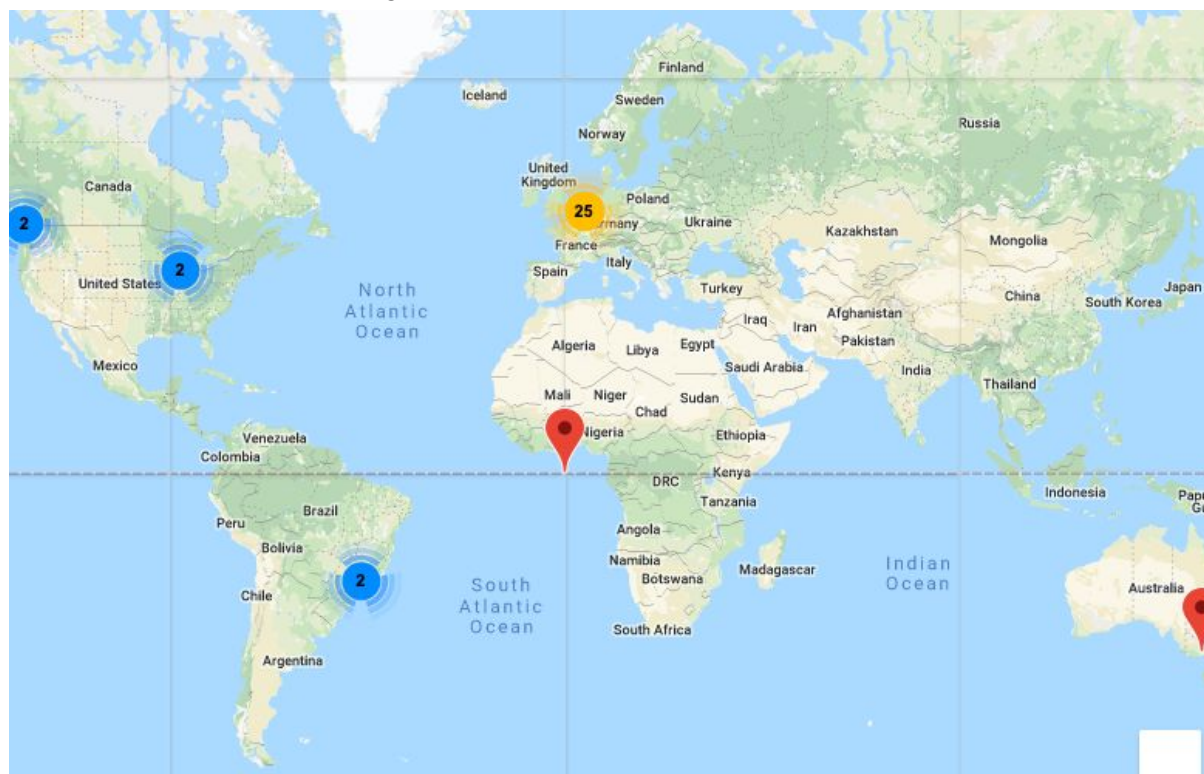 Finland
Iceland
Sweden
Russia
Norway
United
Kingdom
Canada
Poland
2
25
Ukraine
France
Kazakhstan
Mongolia
Italy
Spain
2
United States
Turkey
Japan
North
Atlantic
Ocean
China
South Korea
Iraq
Iran
Afghanistan
Pakistan
Algeria
Libya
Egypt
Mexico
Saudi Arabia
India
Thailand
Mali
Niger
Sudan
Chad
Nigeria
Ethiopia
Venezuela
Colombia
Kenya
DRC
Indonesia
Tanzania
Brazil
Peru
Angola
Bolivia
Namibia
Madagascar
Indian
Ocean
2
Botswana
Australia
South
Atlantic
Ocean
Chile
South Africa
Argentina